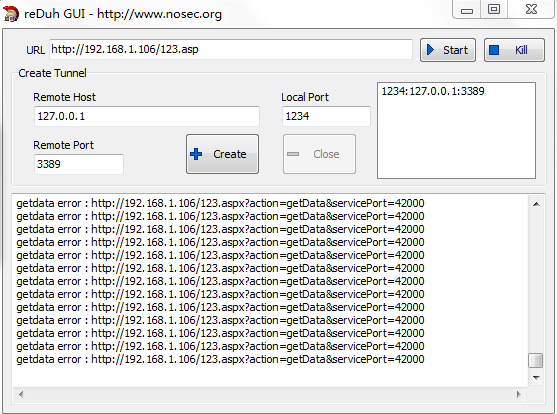 reDuh GUI - http://www.nosec.org
URL http://192.168.1.106/123.asp Start Kill
Create Tunnel
Remote Host Local Port 1234:127.0.0.1:3389
127.0.0.1 1234
Remote Port Create Close
3389
getdata error : http://192.168.1.106/123.aspx?action=getData&servicePort=42000
getdata error : http://192.168.1.106/123.aspx?action=getData&servicePort=42000
getdata error : http://192.168.1.106/123.aspx?action=getData&servicePort=42000
getdata error : http://192.168.1.106/123.aspx?action=getData&servicePort=42000
getdata error : http://192.168.1.106/123.aspx?action=getData&servicePort=42000
getdata error : http://192.168.1.106/123.aspx?action=getData&servicePort=42000
getdata error : http://192.168.1.106/123.aspx?action=getData&servicePort=42000
getdata error : http://192.168.1.106/123.aspx?action=getData&servicePort=42000
getdata error : http://192.168.1.106/123.aspx?action=getData&servicePort=42000
getdata error : http://192.168.1.106/123.aspx?action=getData&servicePort=42000
getdata error : http://192.168.1.106/123.aspx?action=getData&servicePort=42000
getdata error : http://192.168.1.106/123.aspx?action=getData&servicePort=42000
getdata error : http://192.168.1.106/123.aspx?action=getData&servicePort=42000